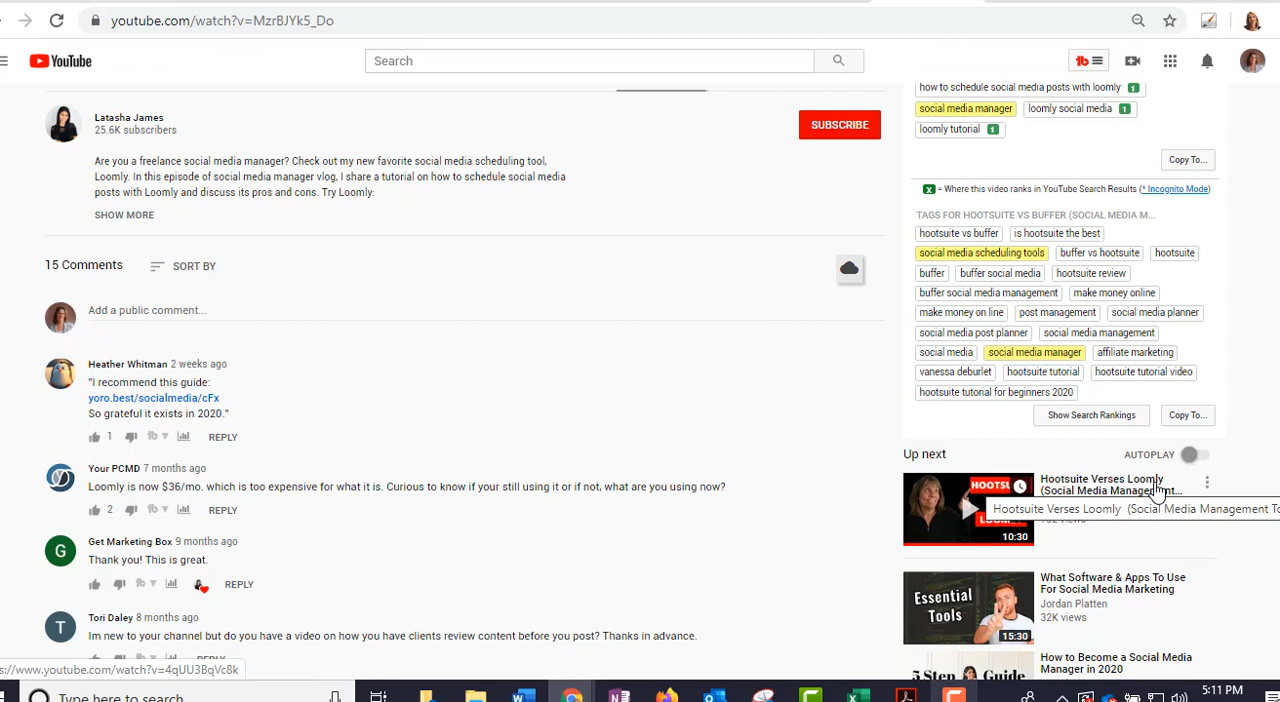 youtube.com/watch?v=MzrBJYk5_Do
YouTube
Search
Latasha James
25.6K subscribers
SUBSCRIBE
Are you a freelance social media manager? Check out my new favorite social media scheduling tool,
Loomly. In this episode of social media manager vlog, I share a tutorial on how to schedule social media
posts with Loomly and discuss its pros and cons. Try Loomly:
SHOW MORE
15 Comments
SORT BY
Add a public comment...
Heather Whitman 2 weeks ago
"I recommend this guide:
yoro.best/socialmedia/cFx
So grateful it exists in 2020."
1 REPLY
Your PCMD 7 months ago
Loomly is now $36/mo. which is too expensive for what it is. Curious to know if your still using it or if not, what are you using now?
2 REPLY
Get Marketing Box 9 months ago
Thank you! This is great.
REPLY
Tori Daley 8 months ago
Im new to your channel but do you have a video on how you have clients review content before you post? Thanks in advance.
s://www.youtube.com/watch?v=4qUU3BqVc8k
how to schedule social media posts with loomly 1
social media manager loomly social media 1
loomly tutorial 1
Copy To...
x = Where this video ranks in YouTube Search Results (* Incognito Mode)
TAGS FOR HOOTSUITE VS BUFFER (SOCIAL MEDIA M...
hootsuite vs buffer is hootsuite the best
social media scheduling tools buffer vs hootsuite hootsuite
buffer buffer social media hootsuite review
buffer social media management make money online
make money on line post management social media planner
social media post planner social media management
social media social media manager affiliate marketing
vanessa deburlet hootsuite tutorial hootsuite tutorial video
hootsuite tutorial for beginners 2020
Show Search Rankings Copy To...
Up next AUTOPLAY
HOOTSU
10:30
Hootsuite Verses Loomly
(Social Media Management...
Hootsuite Verses Loomly (Social Media Management To
Essential
Tools
15:30
What Software & Apps To Use
For Social Media Marketing
Jordan Platten
32K views
5 Step Guide
How to Become a Social Media
Manager in 2020
Type here to search
5:11 PM